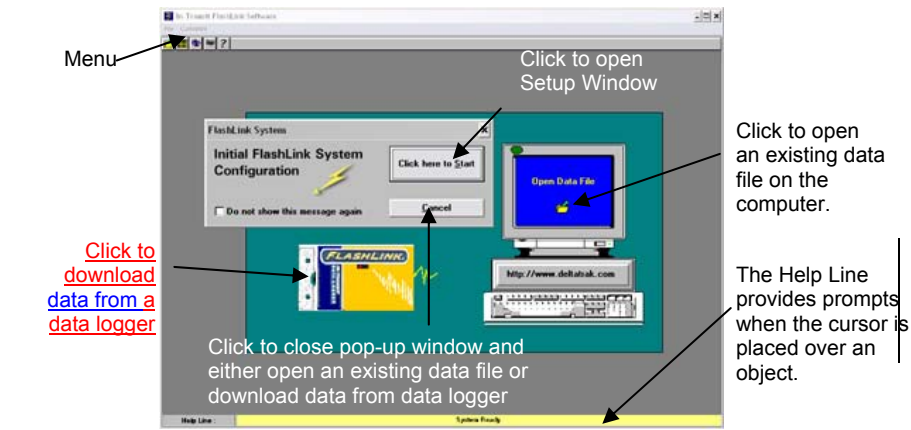 In Transit FlashLink Software
File Connect
Menu
Click to open
Setup Window
FlashLink System
Initial FlashLink System
Configuration
Click here to Start
Do not show this message again
Cancel
Open Data File
Click to open
an existing data
file on the
computer.
Click to
download
data from a
data logger
FLASHLINK
http://www.deltatrak.com
The Help Line
provides prompts
when the cursor is
placed over an
object.
Click to close pop-up window and
either open an existing data file or
download data from data logger
Help Line :
System Ready